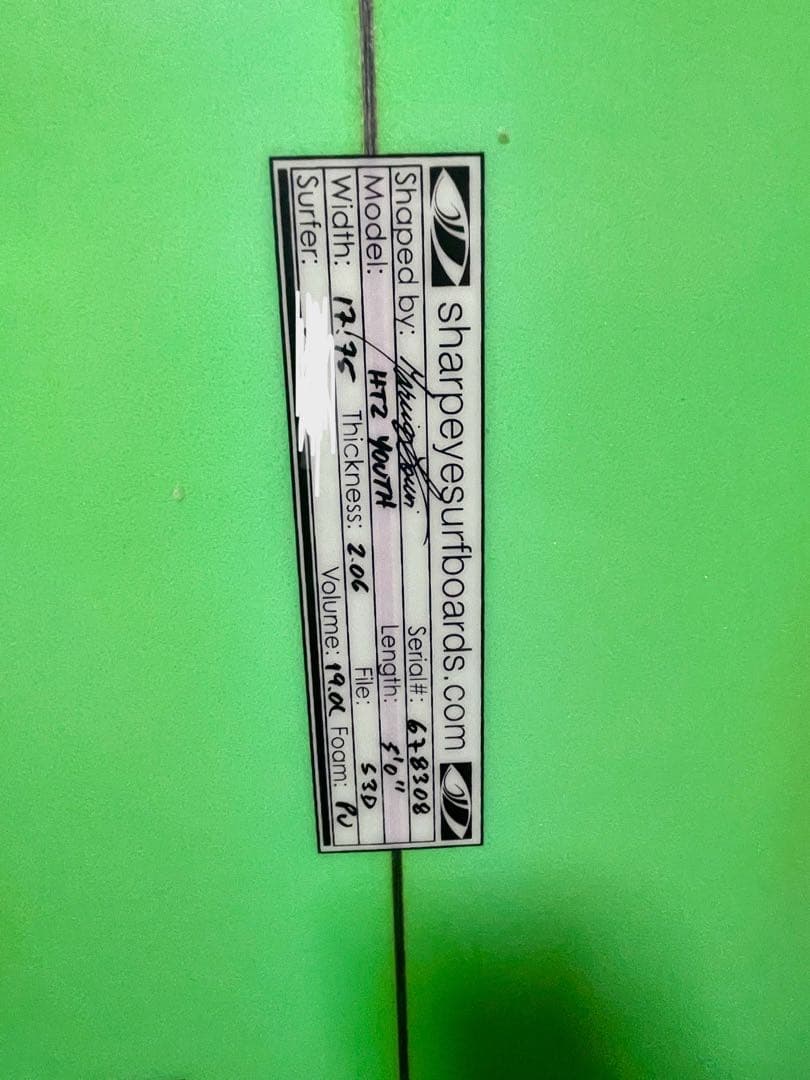 sharpeyesurfboards.com
Shaped by: Serial#: 678308
Model: HT2 YOUTH Length: 5'0"
Width: 17.75 Thickness: 2.06 File: S3D
Surfer: Volume: 19.0L Foam: PU